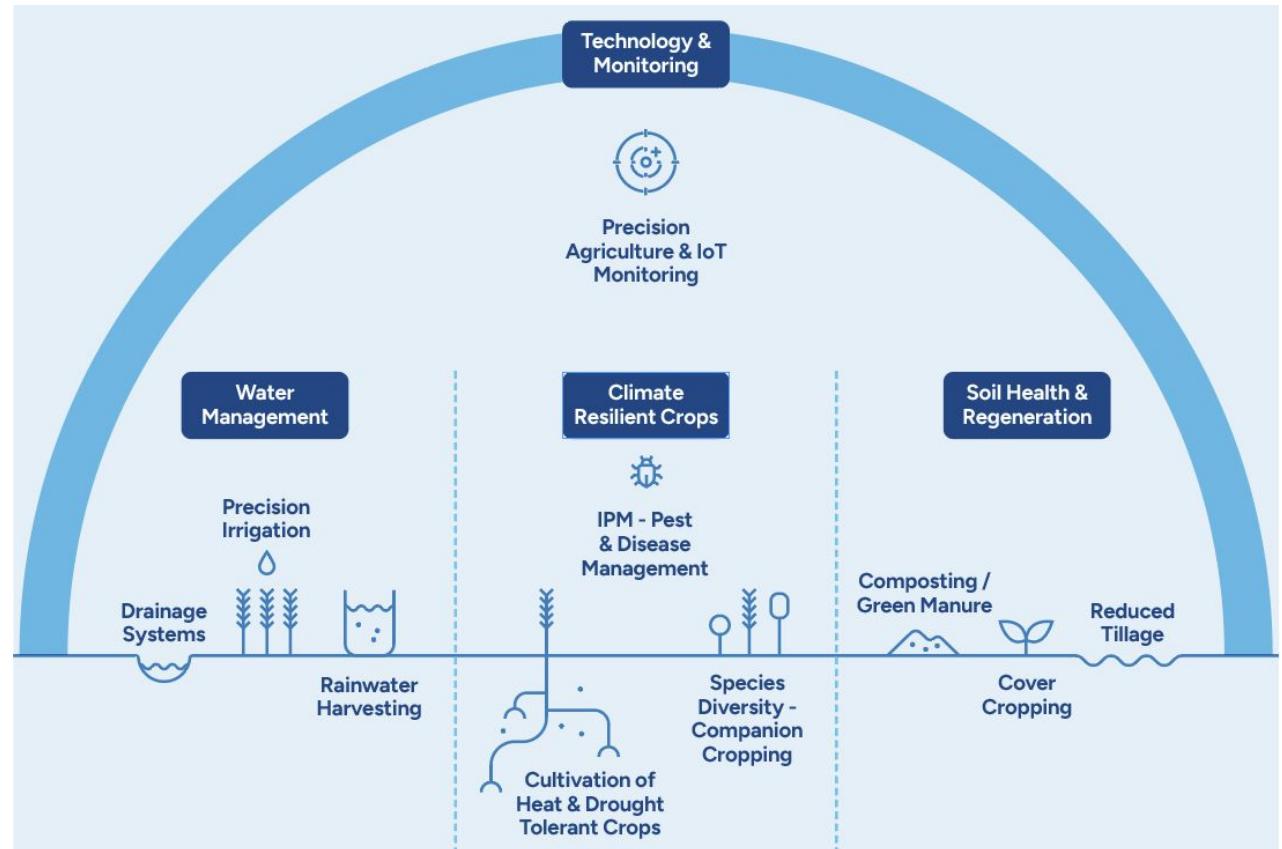 Technology &
Monitoring
Precision
Agriculture & IoT
Monitoring
Water
Management
Precision
Irrigation
Drainage
Systems
Rainwater
Harvesting
Climate
Resilient Crops
IPM - Pest
& Disease
Management
Cultivation of
Heat & Drought
Tolerant Crops
Species
Diversity -
Companion
Cropping
Soil Health &
Regeneration
Composting /
Green Manure
Cover
Cropping
Reduced
Tillage